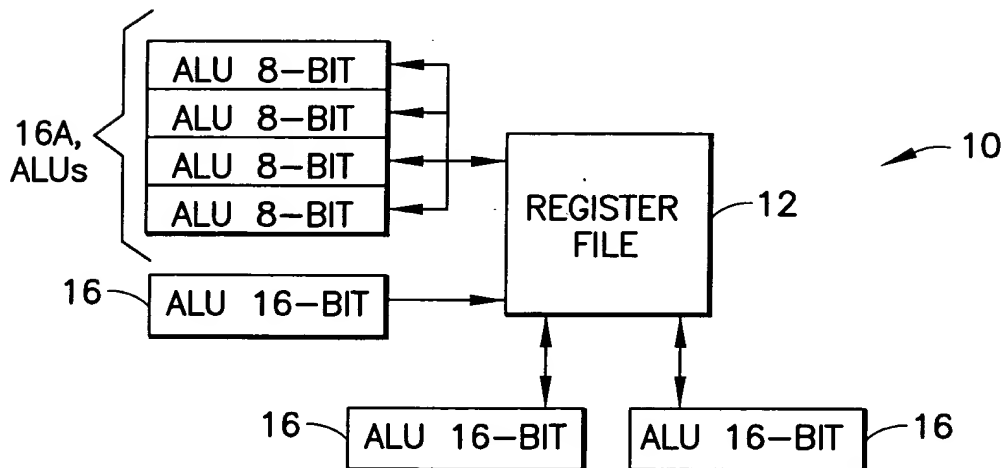 ALU 8-BIT
ALU 8-BIT
ALU 8-BIT
ALU 8-BIT
16A,
ALUs
10
REGISTER
FILE
12
16
ALU 16-BIT
16
ALU 16-BIT
ALU 16-BIT
16